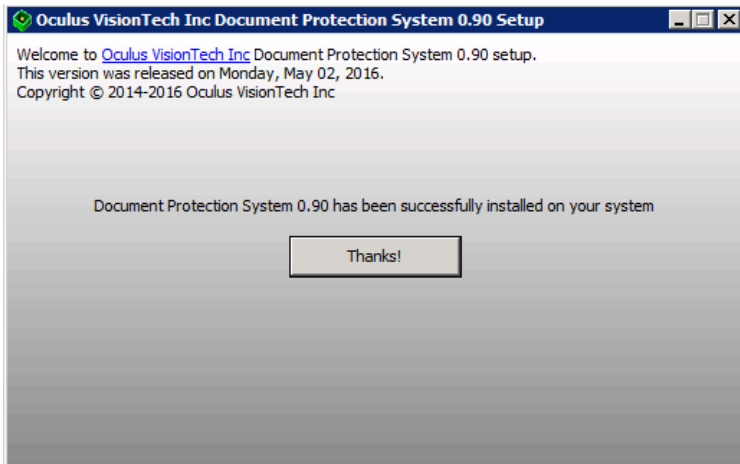 Oculus VisionTech Inc Document Protection System 0.90 Setup
Welcome to Oculus VisionTech Inc Document Protection System 0.90 setup.
This version was released on Monday, May 02, 2016.
Copyright © 2014-2016 Oculus VisionTech Inc
Document Protection System 0.90 has been successfully installed on your system
Thanks!